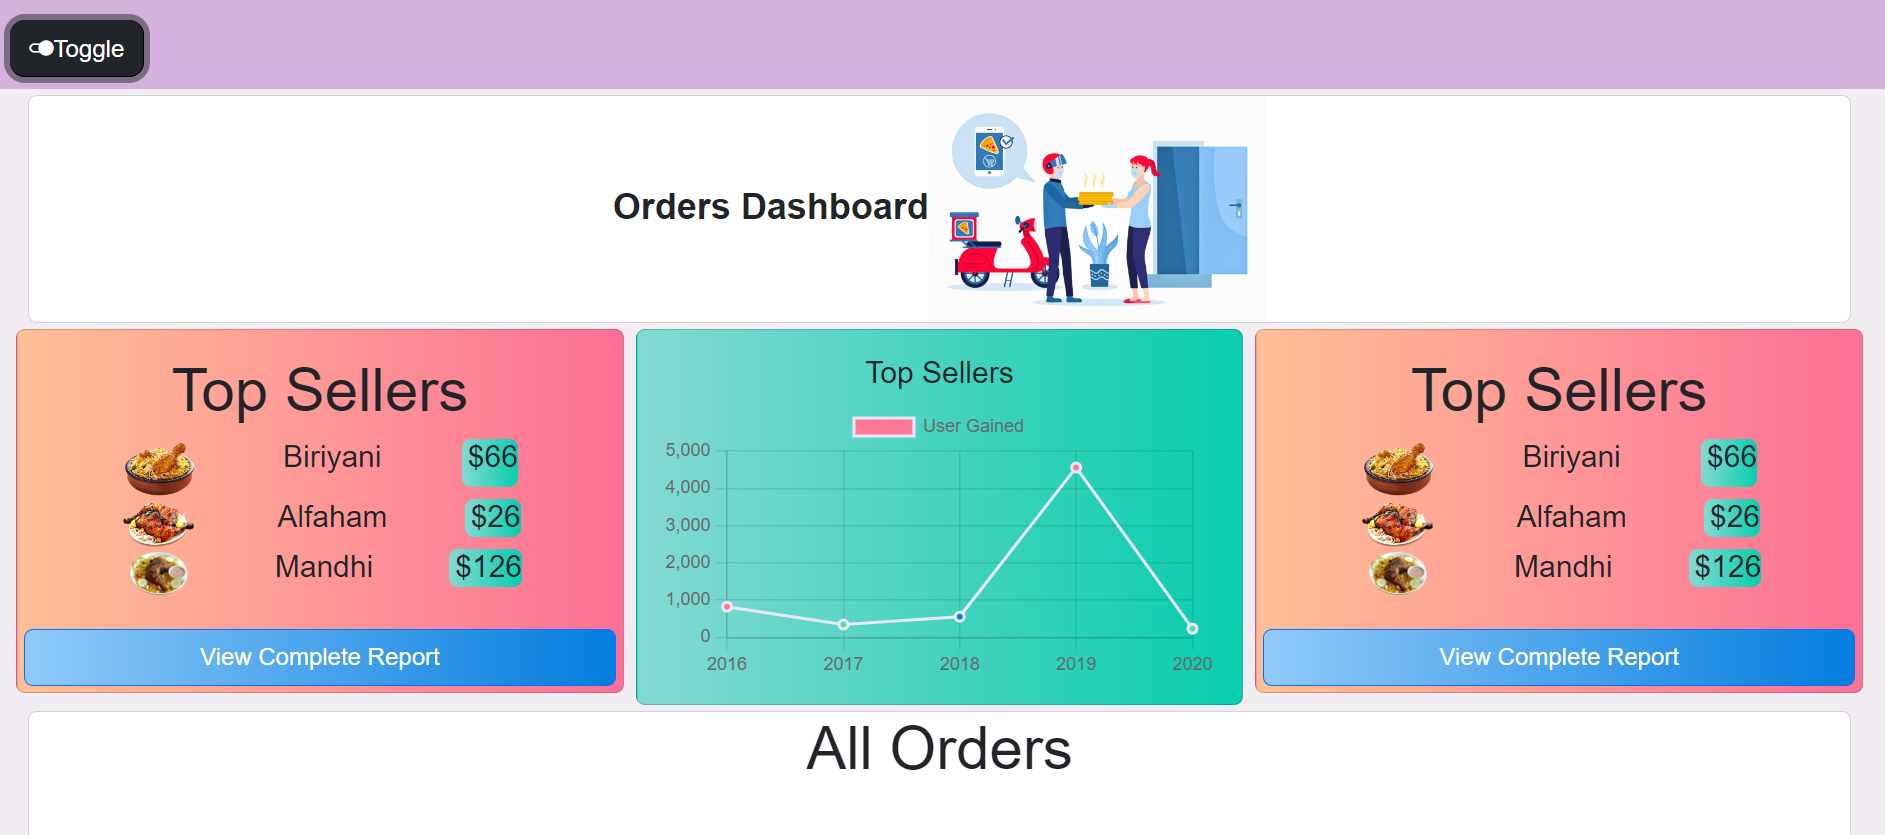 Toggle
Orders Dashboard
Top Sellers
Biriyani $66
Alfaham $26
Mandhi $126
View Complete Report
Top Sellers
User Gained
5,000
4,000
3,000
2,000
1,000
0
2016 2017 2018 2019 2020
Top Sellers
Biriyani $66
Alfaham $26
Mandhi $126
View Complete Report
All Orders